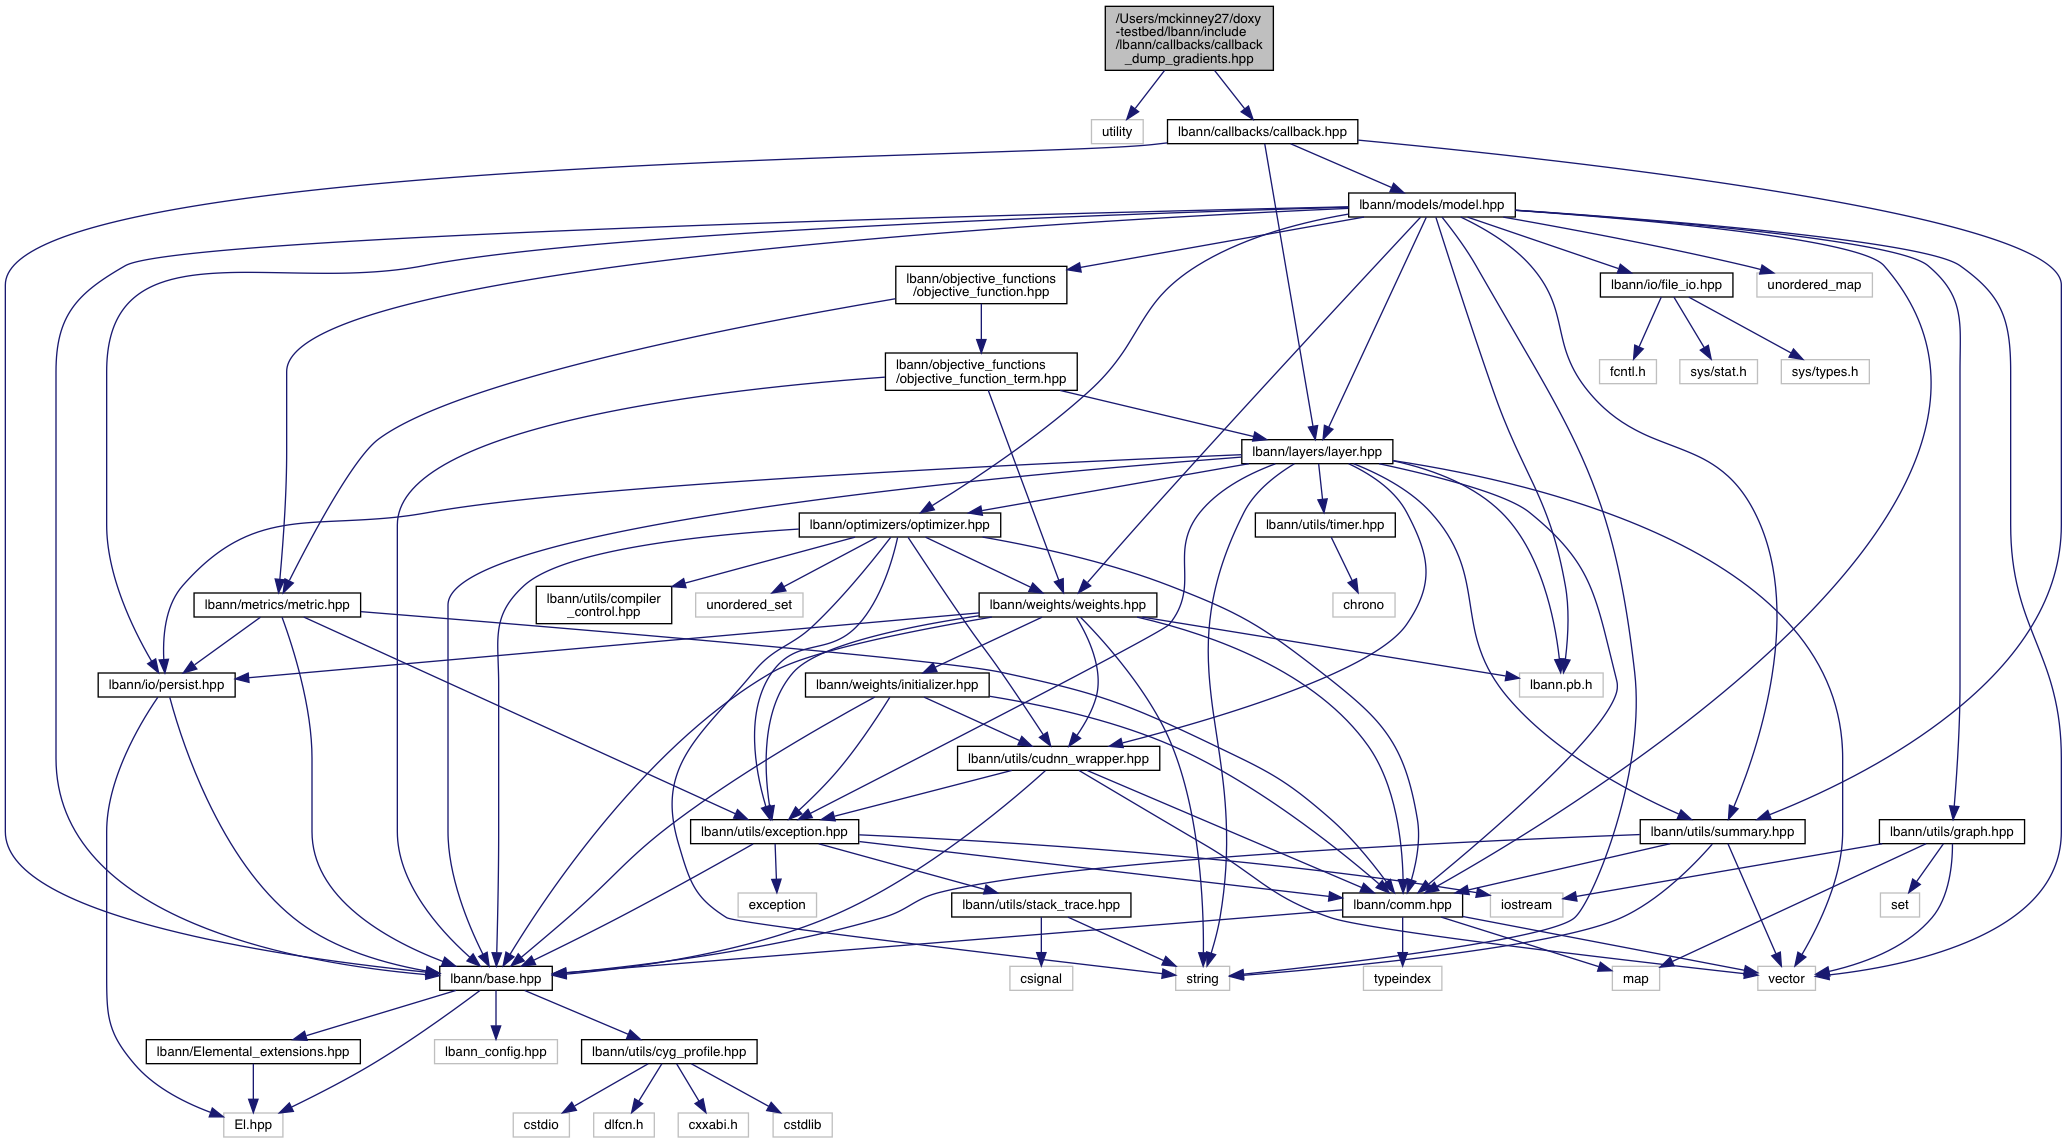 /Users/mckinney27/doxy
-testbed/lbann/include
/lbann/callbacks/callback
_dump_gradients.hpp
utility
lbann/callbacks/callback.hpp
lbann/models/model.hpp
lbann/objective_functions
/objective_function.hpp
lbann/io/file_io.hpp
unordered_map
lbann/objective_functions
/objective_function_term.hpp
fcntl.h
sys/stat.h
sys/types.h
lbann/layers/layer.hpp
lbann/optimizers/optimizer.hpp
lbann/utils/timer.hpp
lbann/metrics/metric.hpp
lbann/utils/compiler
_control.hpp
unordered_set
lbann/weights/weights.hpp
chrono
lbann/io/persist.hpp
lbann/weights/initializer.hpp
lbann.pb.h
lbann/utils/cudnn_wrapper.hpp
lbann/utils/exception.hpp
lbann/utils/summary.hpp
lbann/utils/graph.hpp
exception
lbann/utils/stack_trace.hpp
lbann/comm.hpp
iostream
set
lbann/base.hpp
csignal
string
typeindex
map
vector
lbann/Elemental_extensions.hpp
lbann_config.hpp
lbann/utils/cyg_profile.hpp
El.hpp
cstdio
dlfcn.h
cxxabi.h
cstdlib